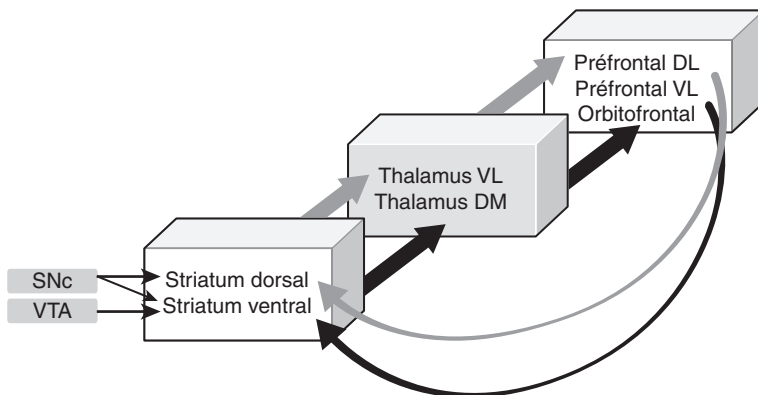 Préfrontal DL
Préfrontal VL
Orbitofrontal
Thalamus VL
Thalamus DM
Striatum dorsal
Striatum ventral
SNc
VTA